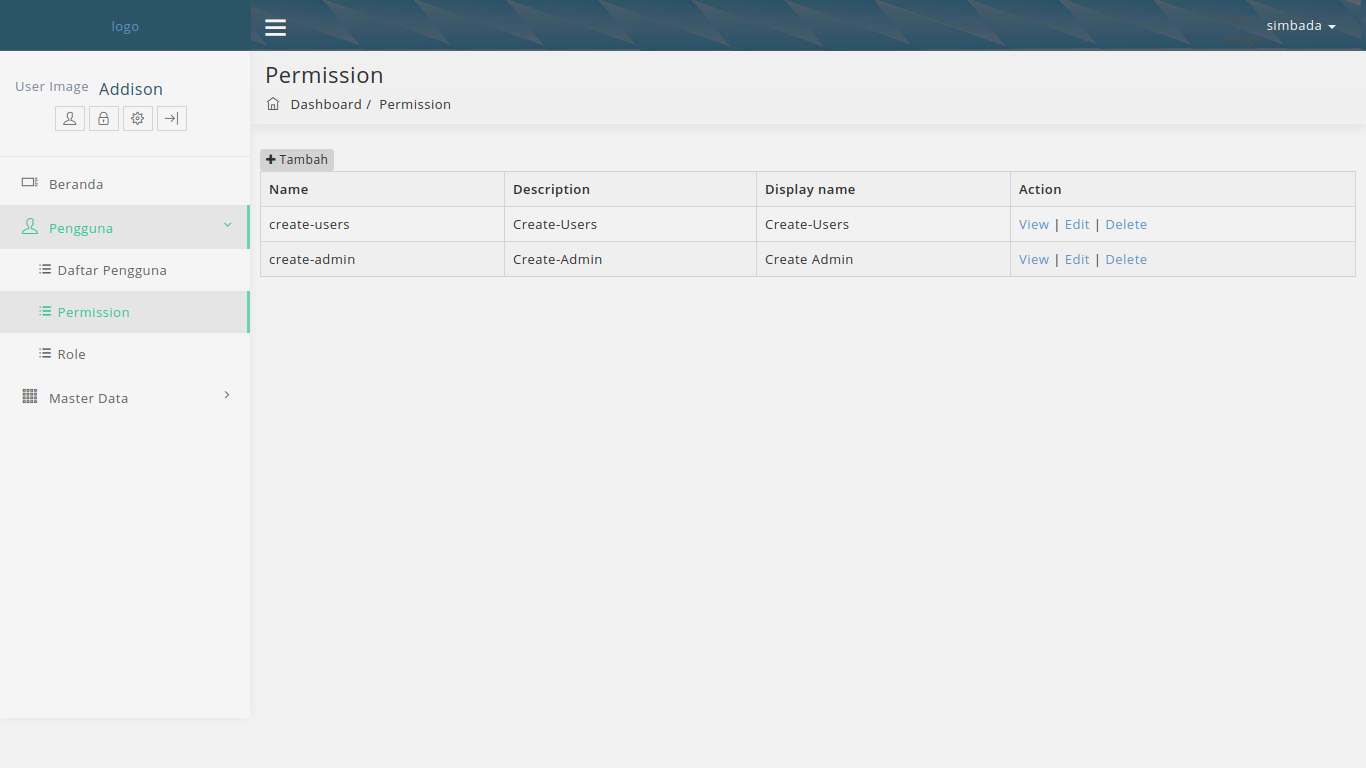 logo
simbada
User Image Addison
Beranda
Pengguna
Daftar Pengguna
Permission
Role
Master Data
Permission
Dashboard / Permission
Tambah
Name Description Display name Action
create-users Create-Users Create-Users View | Edit | Delete
create-admin Create-Admin Create Admin View | Edit | Delete